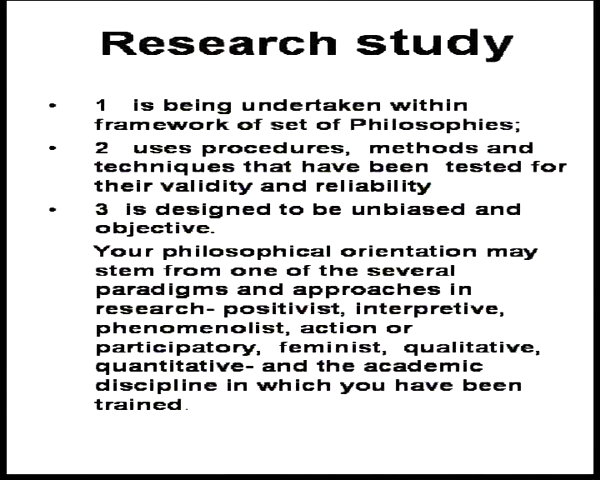 Research study
• 1 is being undertaken within
framework of set of Philosophies;
• 2 uses procedures, methods and
techniques that have been tested for
their validity and reliability
• 3 is designed to be unbiased and
objective.
Your philosophical orientation may
stem from one of the several
paradigms and approaches in
research- positivist, interpretive,
phenomenolist, action or
participatory, feminist, qualitative,
quantitative- and the academic
discipline in which you have been
trained.